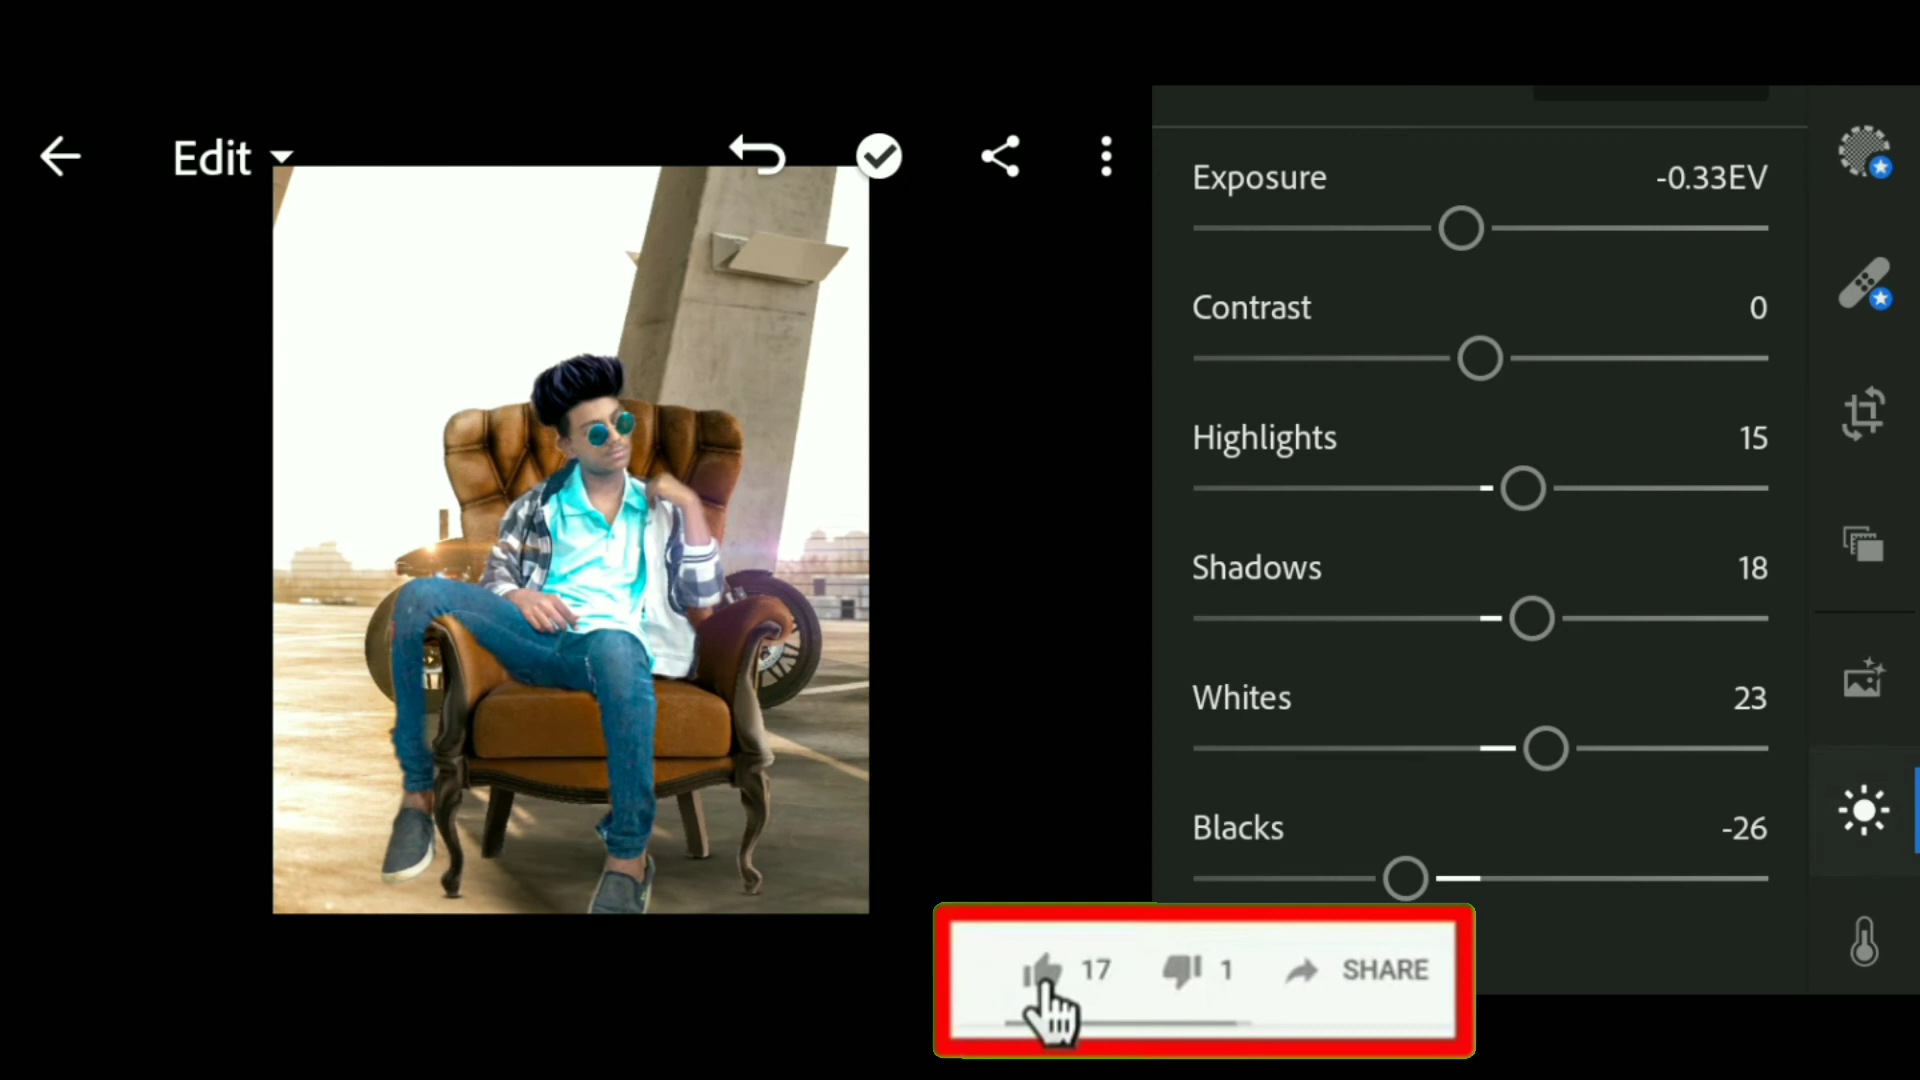 Edit
Exposure -0.33EV
Contrast 0
Highlights 15
Shadows 18
Whites 23
Blacks -26
17 1 SHARE